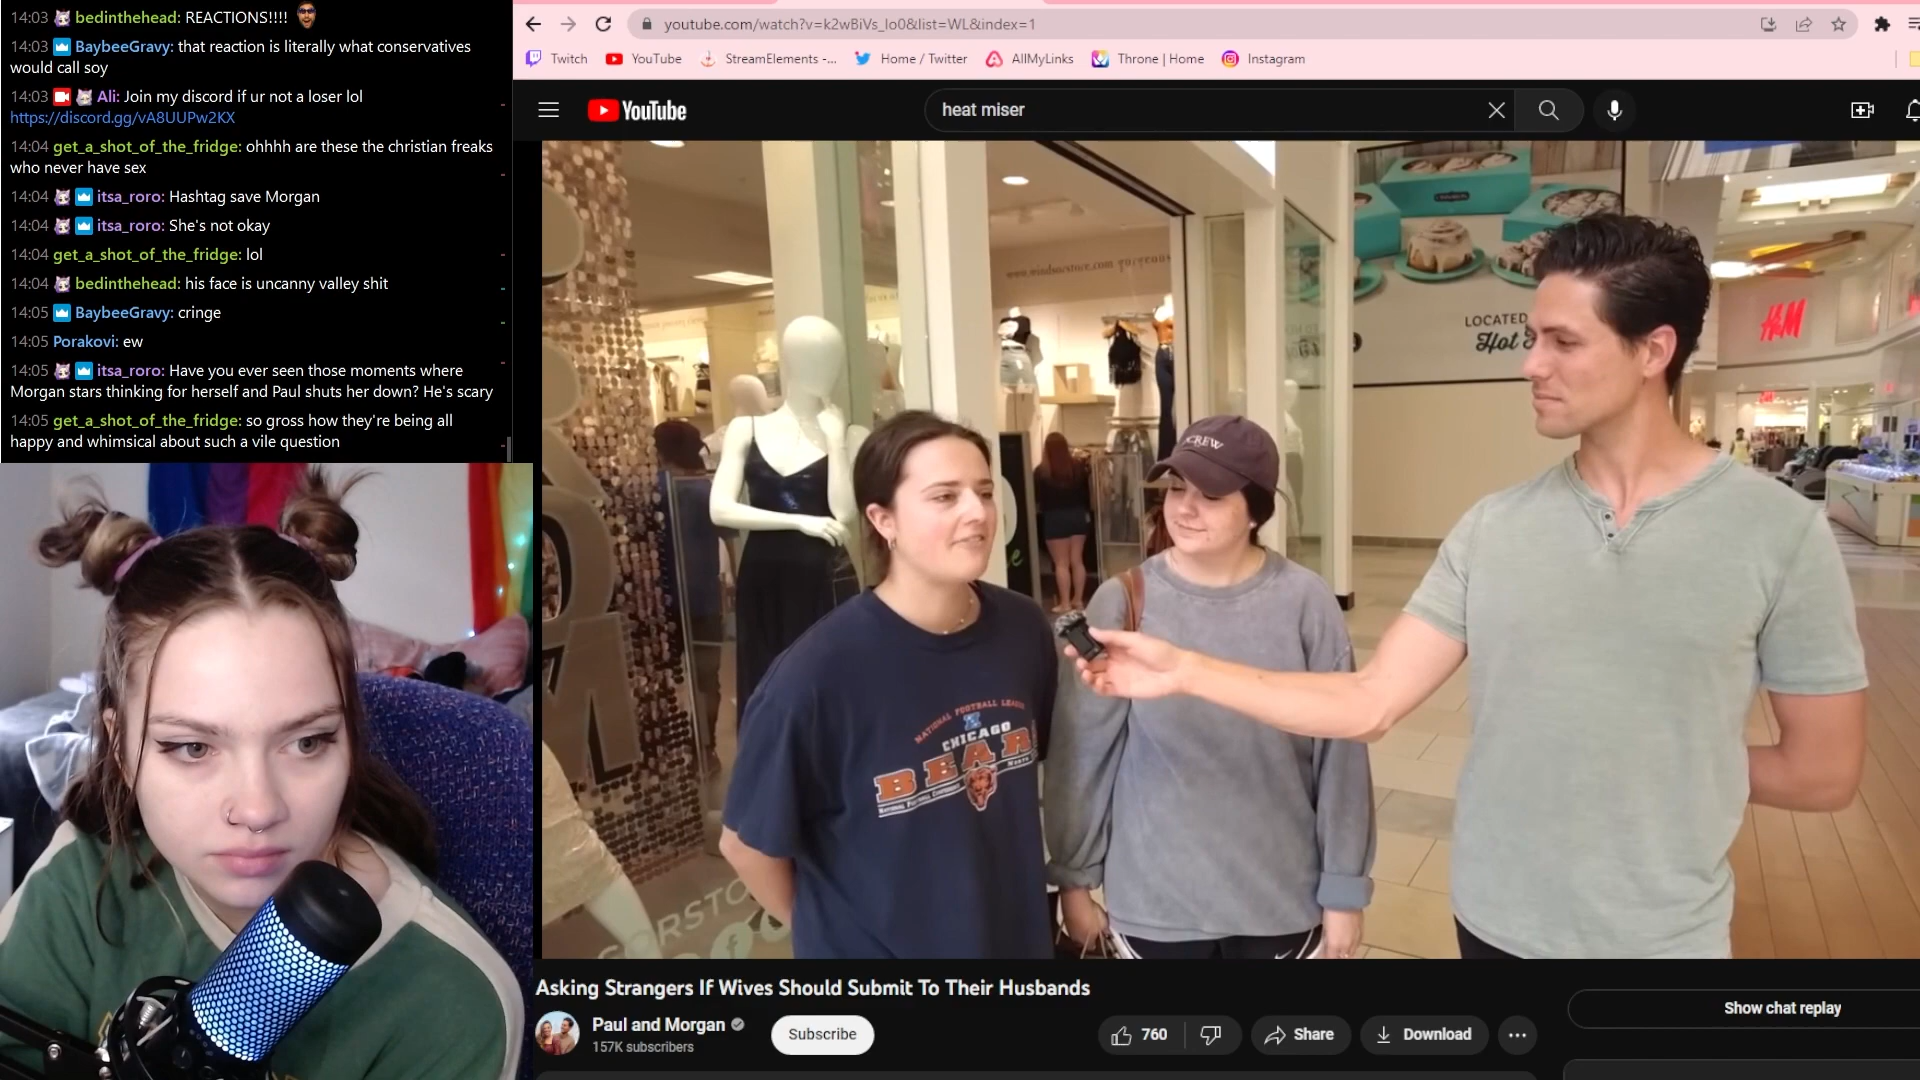 14:03 bedinthehead: REACTIONS!!!!
14:03 BaybeeGravy: that reaction is literally what conservatives
would call soy
14:03 Ali: Join my discord if ur not a loser lol
https://discord.gg/vA8UUPw2KX
14:04 get_a_shot_of_the_fridge: ohhhh are these the christian freaks
who never have sex
14:04 itsa_roro: Hashtag save Morgan
14:04 itsa_roro: She's not okay
14:04 get_a_shot_of_the_fridge: lol
14:04 bedinthehead: his face is uncanny valley shit
14:05 BaybeeGravy: cringe
14:05 Porakovi: ew
14:05 itsa_roro: Have you ever seen those moments where
Morgan stars thinking for herself and Paul shuts her down? He's scary
14:05 get_a_shot_of_the_fridge: so gross how they're being all
happy and whimsical about such a vile question
youtube.com/watch?v=k2wBiVs_lo0&list=WL&index=1
Twitch YouTube StreamElements -... Home / Twitter AllMyLinks Throne | Home Instagram
YouTube
heat miser
www.windsorstore.com gorgeous
LOCATED
Hot
H&M
CREW
NATIONAL FOOTBALL LEAGUE
CHICAGO
BEARS
Asking Strangers If Wives Should Submit To Their Husbands
Paul and Morgan
157K subscribers
Subscribe
760
Share
Download
Show chat replay